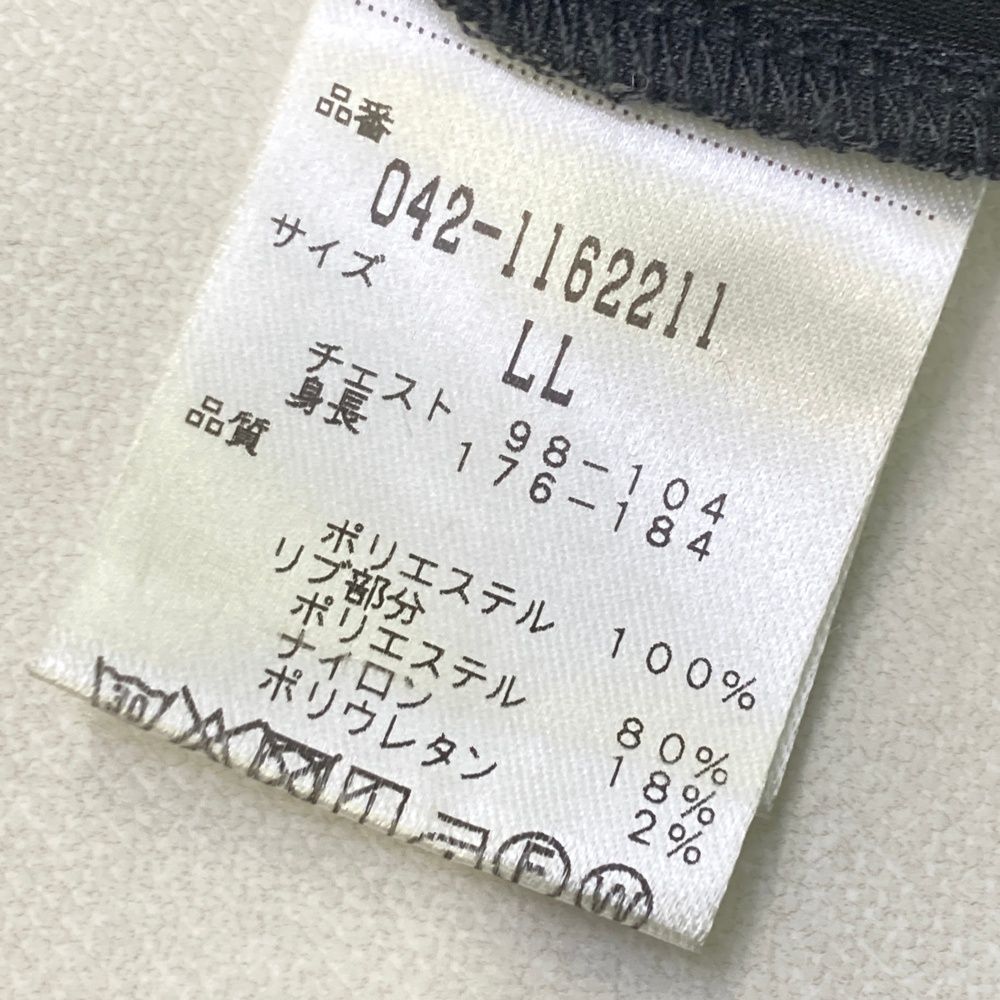 品番
042-1162211
サイズ
LL
チェスト 98-104
身長 176-184
品質
ポリエステル 100%
リブ部分
ポリエステル 80%
ナイロン 18%
ポリウレタン 2%
30 F W